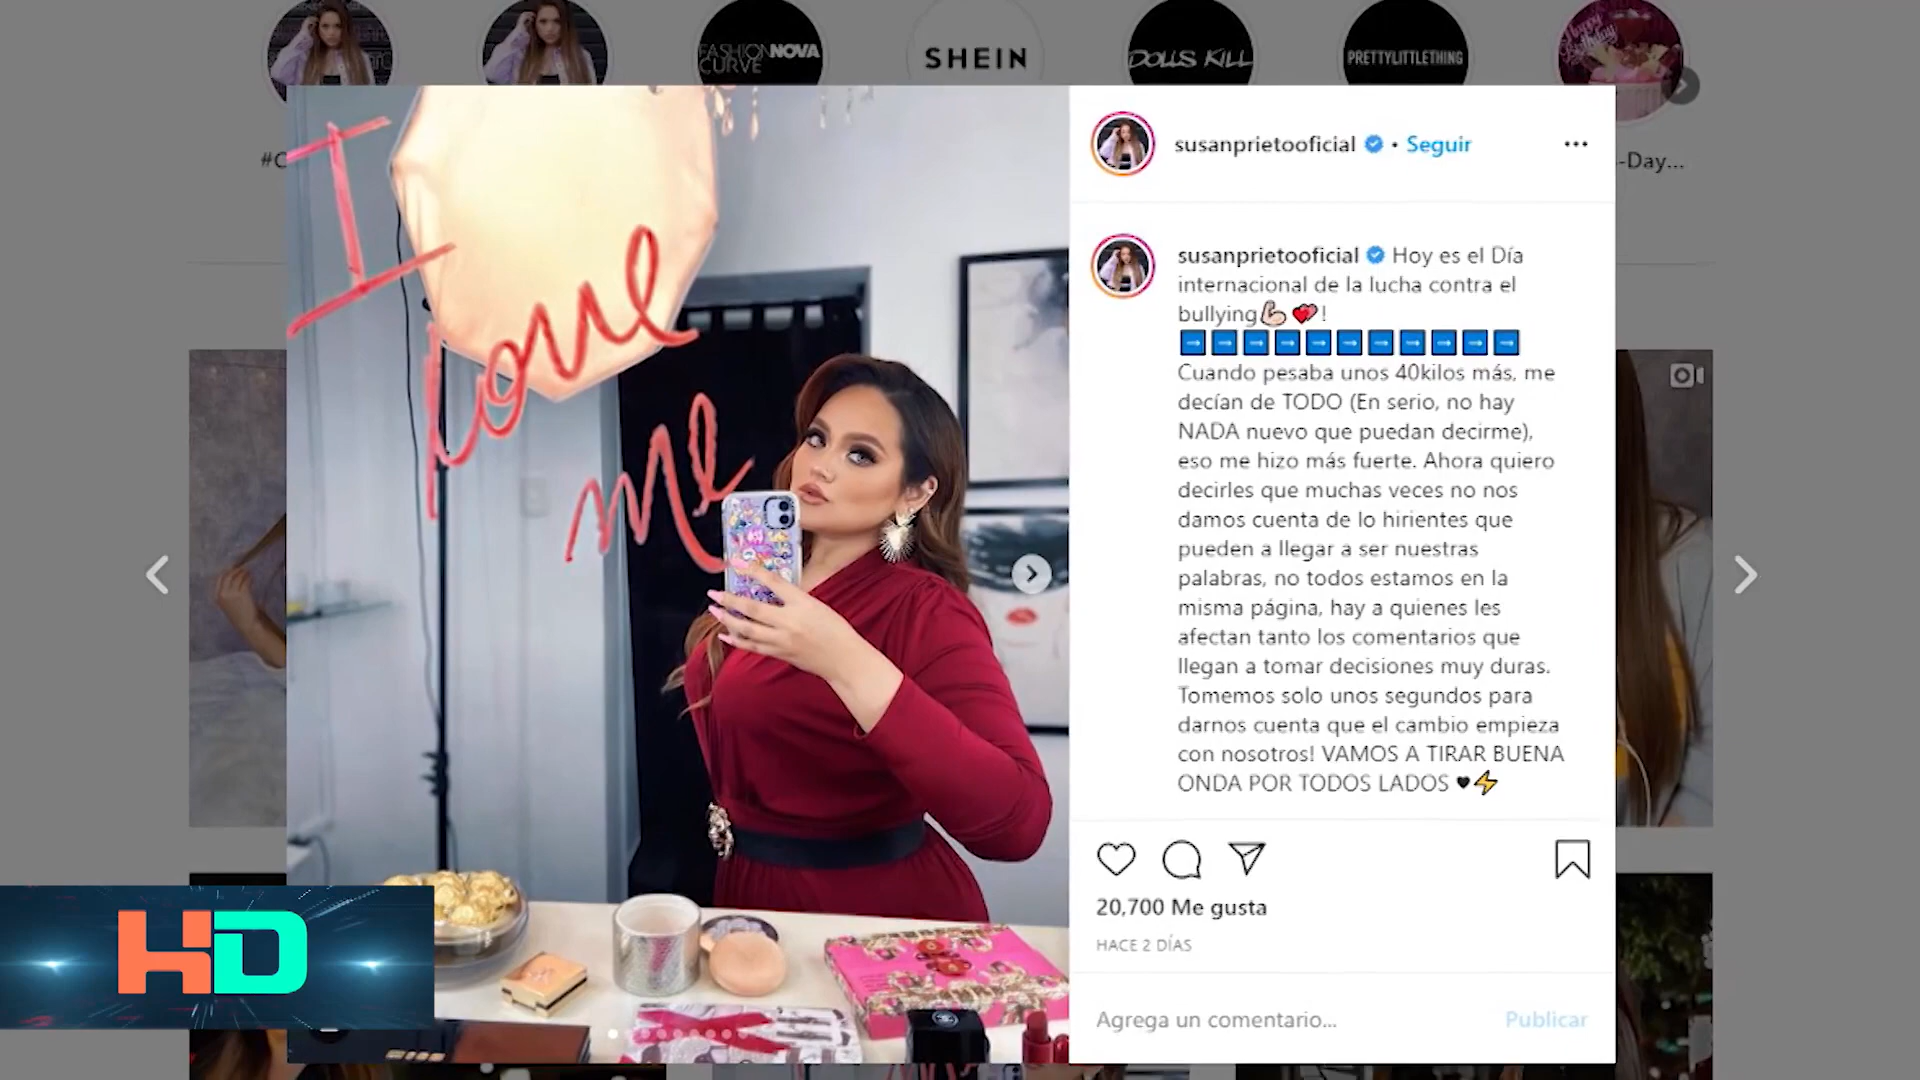 FASHIONNOVA
CURVE
SHEIN
DOLLS KILL
PRETTYLITTLETHING
Happy
Birthday
#C
-Day...
I
love
me
susanprietooficial • Seguir
susanprietooficial Hoy es el Día
internacional de la lucha contra el
bullying💪🏻💞!
➡️➡️➡️➡️➡️➡️➡️➡️➡️➡️➡️
Cuando pesaba unos 40kilos más, me
decían de TODO (En serio, no hay
NADA nuevo que puedan decirme),
eso me hizo más fuerte. Ahora quiero
decirles que muchas veces no nos
damos cuenta de lo hirientes que
pueden a llegar a ser nuestras
palabras, no todos estamos en la
misma página, hay a quienes les
afectan tanto los comentarios que
llegan a tomar decisiones muy duras.
Tomemos solo unos segundos para
darnos cuenta que el cambio empieza
con nosotros! VAMOS A TIRAR BUENA
ONDA POR TODOS LADOS ♥⚡
20,700 Me gusta
HACE 2 DÍAS
Agrega un comentario... Publicar
HD